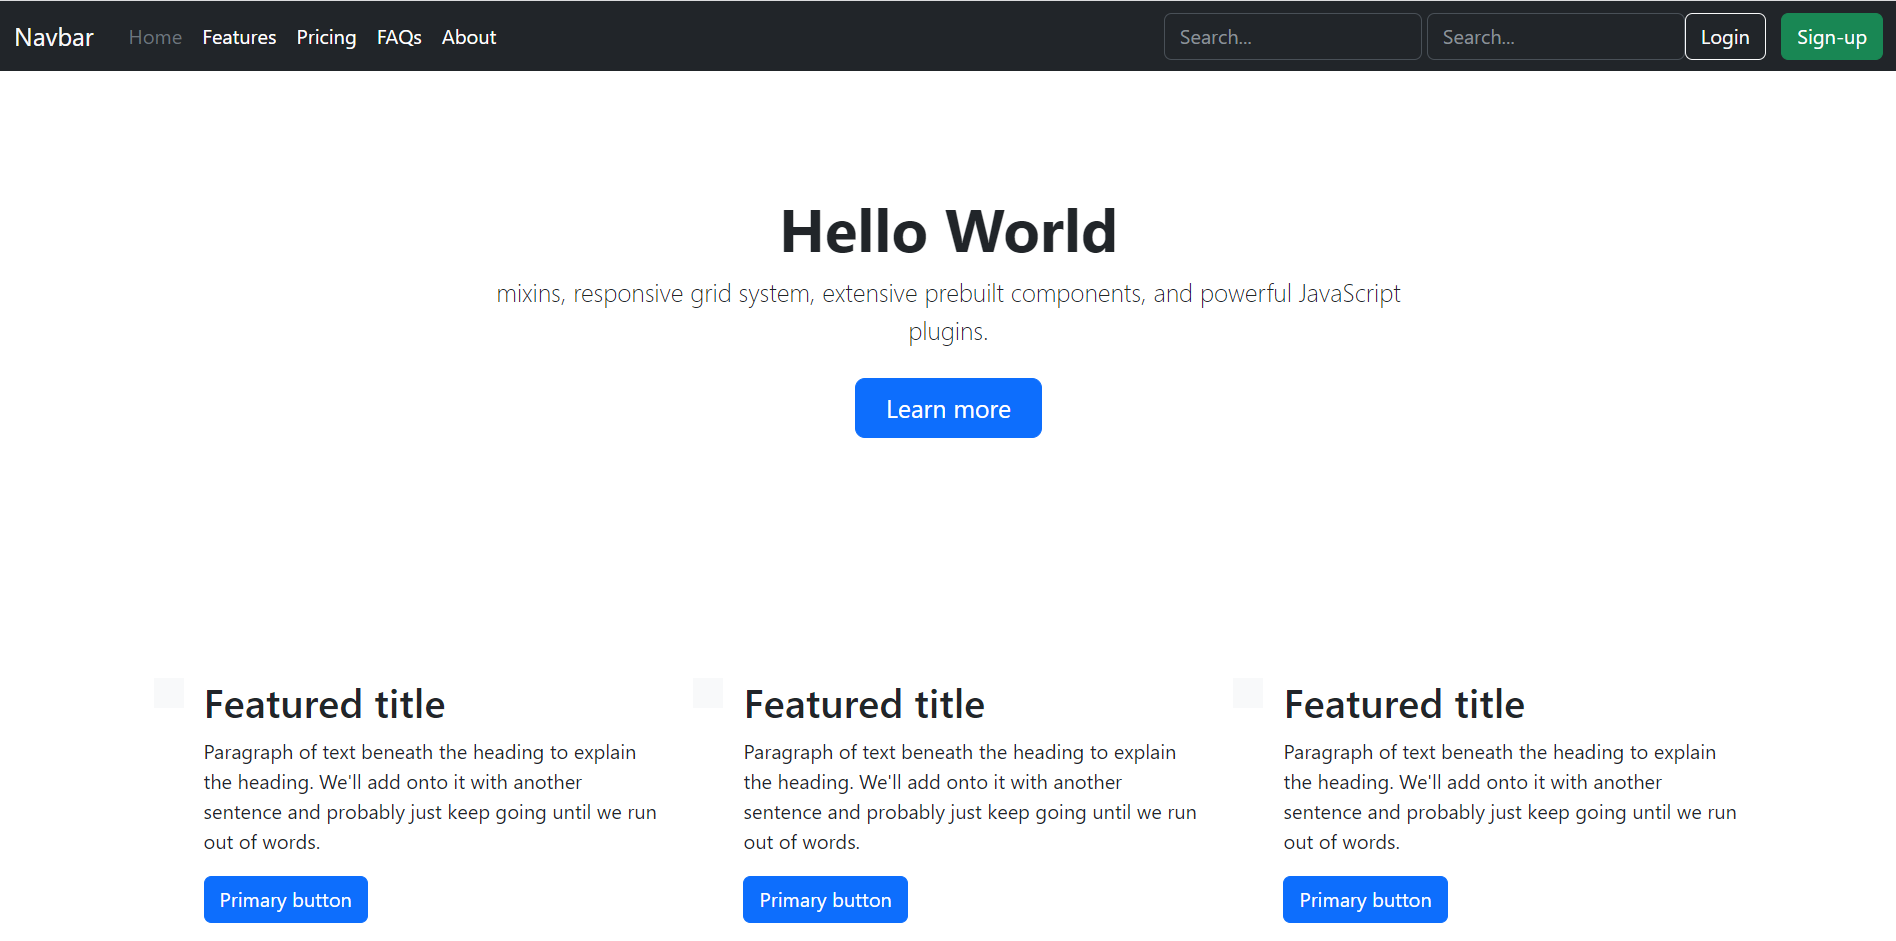 Navbar Home Features Pricing FAQs About Search... Search... Login Sign-up
Hello World
mixins, responsive grid system, extensive prebuilt components, and powerful JavaScript
plugins.
Learn more
Featured title
Paragraph of text beneath the heading to explain
the heading. We'll add onto it with another
sentence and probably just keep going until we run
out of words.
Primary button
Featured title
Paragraph of text beneath the heading to explain
the heading. We'll add onto it with another
sentence and probably just keep going until we run
out of words.
Primary button
Featured title
Paragraph of text beneath the heading to explain
the heading. We'll add onto it with another
sentence and probably just keep going until we run
out of words.
Primary button